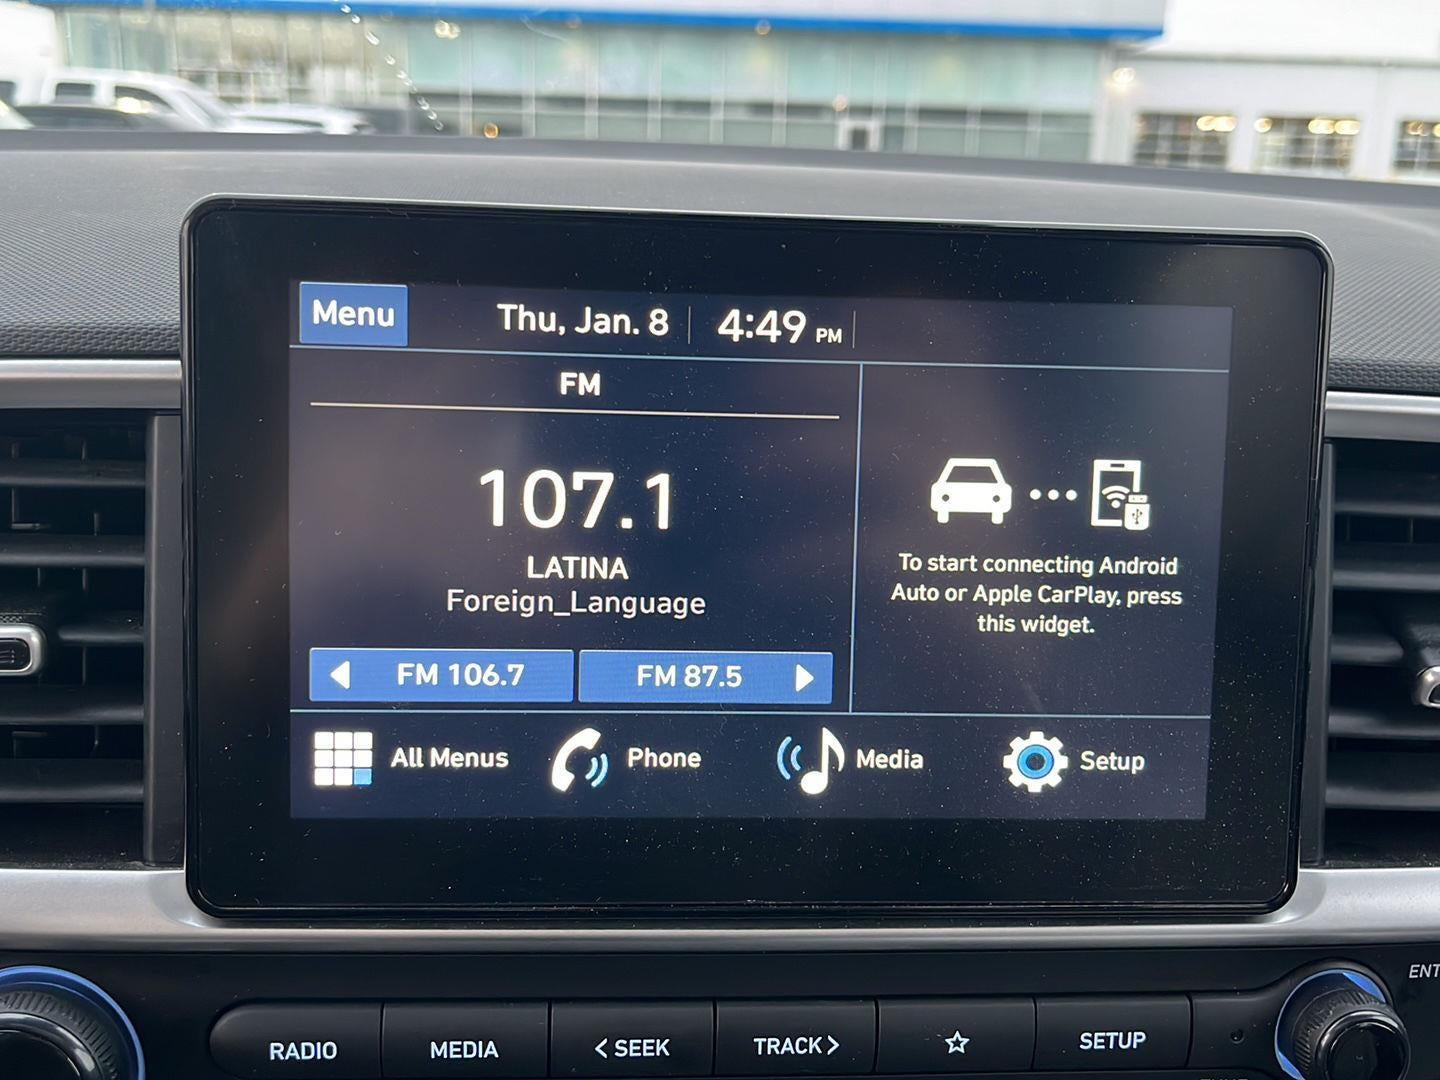 Menu
Thu, Jan. 8
4:49 PM
FM
107.1
LATINA
Foreign_Language
FM 106.7
FM 87.5
To start connecting Android
Auto or Apple CarPlay, press
this widget.
All Menus
Phone
Media
Setup
RADIO
MEDIA
< SEEK
TRACK >
☆
SETUP